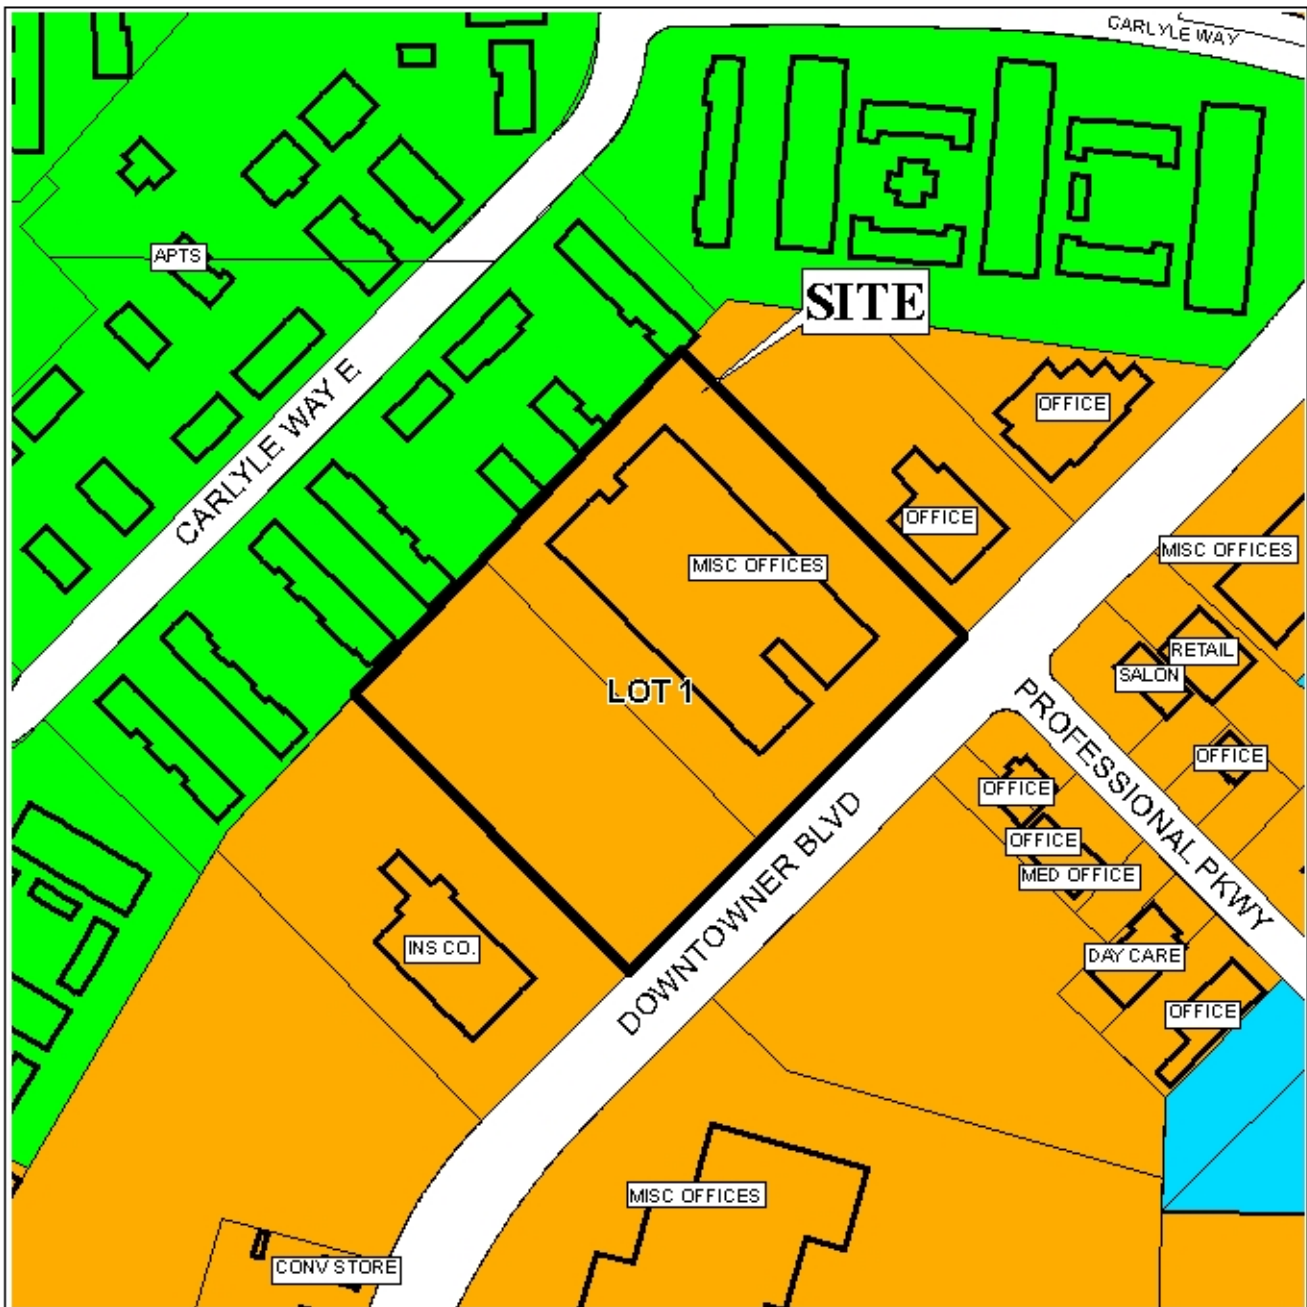 CARLYLE WAY
APTS
SITE
CARLYLE WAY E
OFFICE
OFFICE
MISC OFFICES
MISC OFFICES
RETAIL
SALON
LOT 1
PROFESSIONAL PKWY
OFFICE
OFFICE
OFFICE
MED OFFICE
DOWNTOWNER BLVD
INS CO.
DAY CARE
OFFICE
MISC OFFICES
CONV STORE